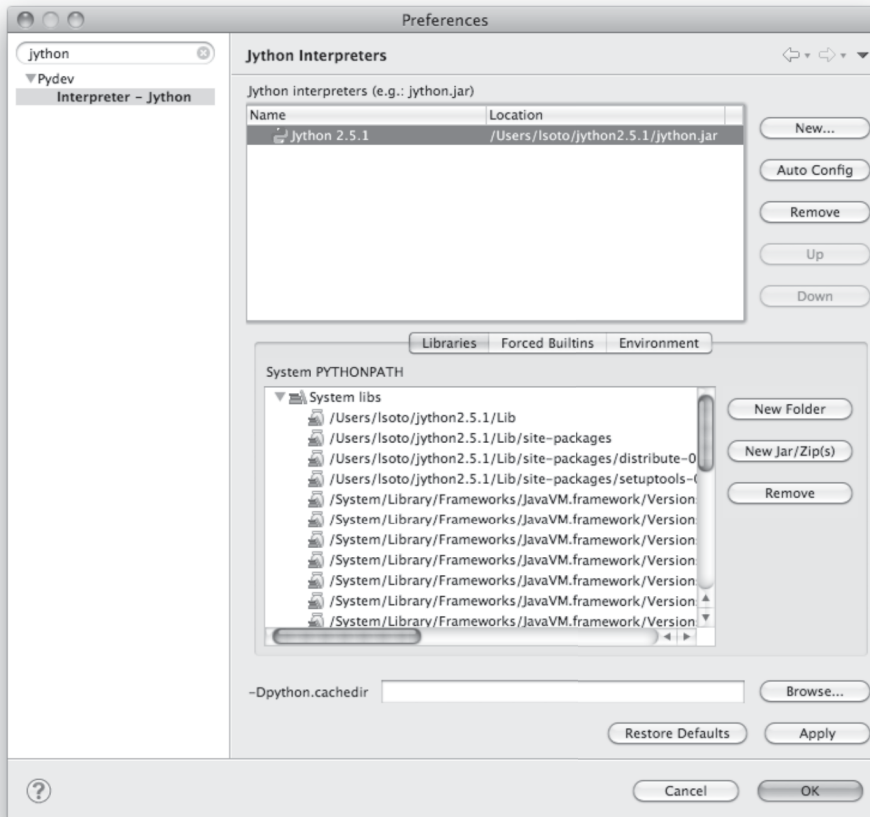 Preferences
jython
Jython Interpreters
Pydev
Interpreter – Jython
Jython interpreters (e.g.: jython.jar)
Name Location
Jython 2.5.1 /Users/lsoto/jython2.5.1/jython.jar
New...
Auto Config
Remove
Up
Down
Libraries Forced Builtins Environment
System PYTHONPATH
System libs
/Users/lsoto/jython2.5.1/Lib
/Users/lsoto/jython2.5.1/Lib/site-packages
/Users/lsoto/jython2.5.1/Lib/site-packages/distribute-0
/Users/lsoto/jython2.5.1/Lib/site-packages/setuptools-0
/System/Library/Frameworks/JavaVM.framework/Version
/System/Library/Frameworks/JavaVM.framework/Version
/System/Library/Frameworks/JavaVM.framework/Version
/System/Library/Frameworks/JavaVM.framework/Version
/System/Library/Frameworks/JavaVM.framework/Version
/System/Library/Frameworks/JavaVM.framework/Version
/System/Library/Frameworks/JavaVM.framework/Version
New Folder
New Jar/Zip(s)
Remove
-Dpython.cachedir
Browse...
Restore Defaults Apply
?
Cancel OK